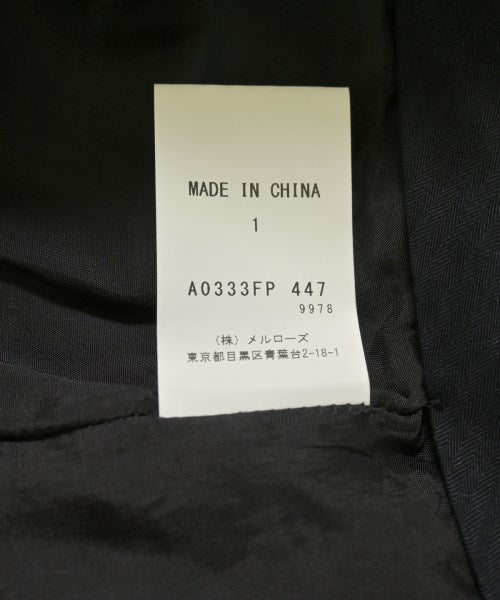 MADE IN CHINA
1
A0333FP 447
9978
(株) メルローズ
東京都目黒区青葉台2-18-1